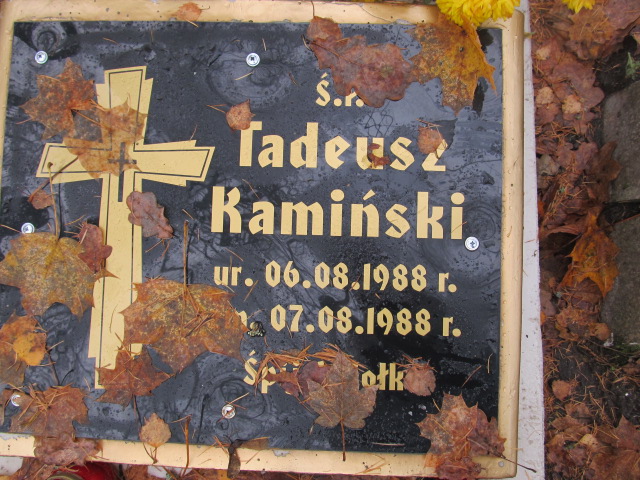 Ś.P.
Tadeusz
Kamiński
ur. 06.08.1988 r.
07.08.1988 r.